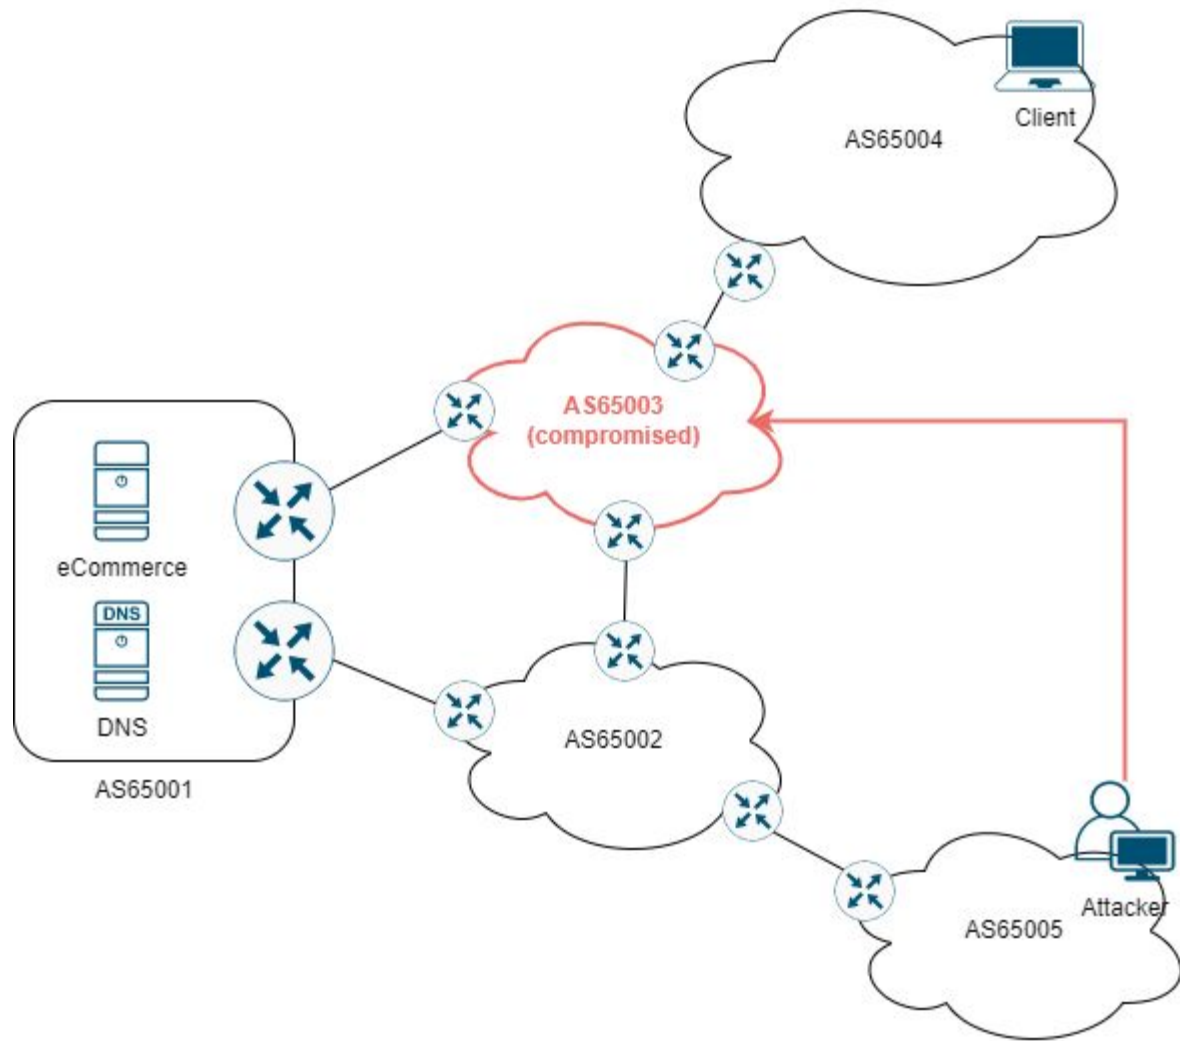 Client
AS65004
AS65003
(compromised)
eCommerce
DNS
DNS
AS65001
AS65002
Attacker
AS65005